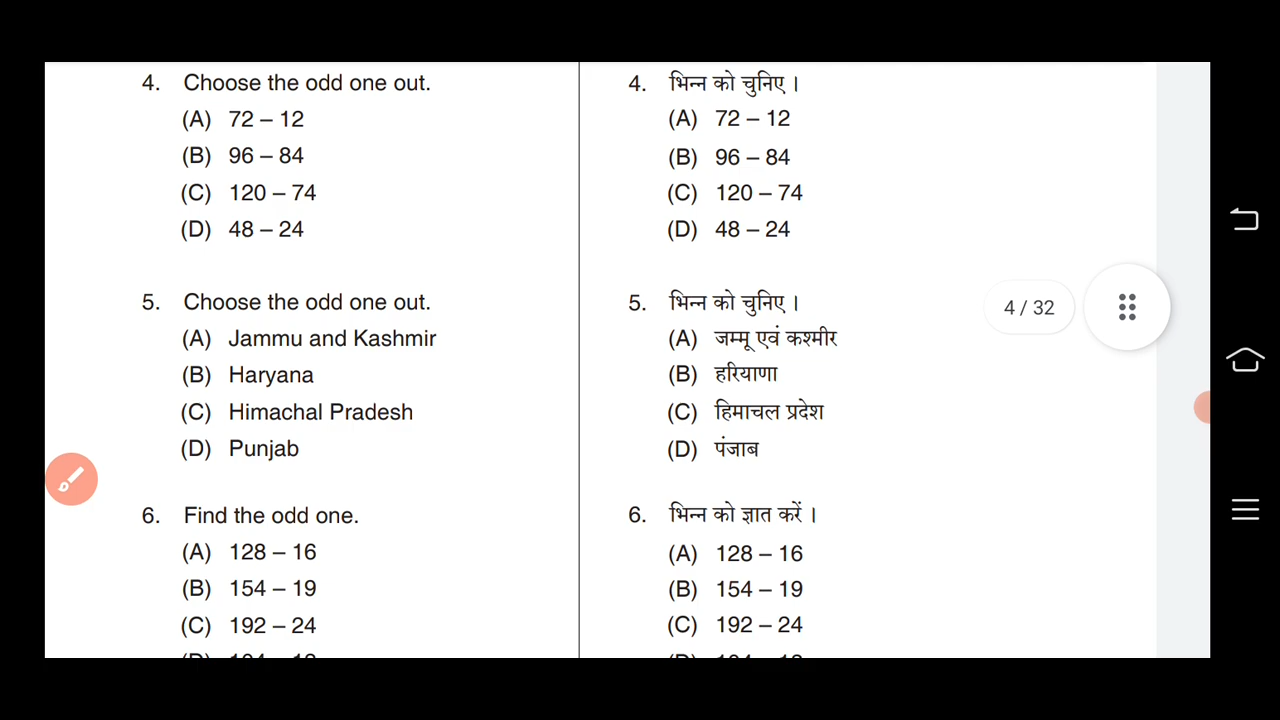 4. Choose the odd one out.
(A) 72 – 12
(B) 96 – 84
(C) 120 – 74
(D) 48 – 24
5. Choose the odd one out.
(A) Jammu and Kashmir
(B) Haryana
(C) Himachal Pradesh
(D) Punjab
6. Find the odd one.
(A) 128 – 16
(B) 154 – 19
(C) 192 – 24
4. भिन्न को चुनिए ।
(A) 72 – 12
(B) 96 – 84
(C) 120 – 74
(D) 48 – 24
5. भिन्न को चुनिए ।
(A) जम्मू एवं कश्मीर
(B) हरियाणा
(C) हिमाचल प्रदेश
(D) पंजाब
6. भिन्न को ज्ञात करें ।
(A) 128 – 16
(B) 154 – 19
(C) 192 – 24
4 / 32